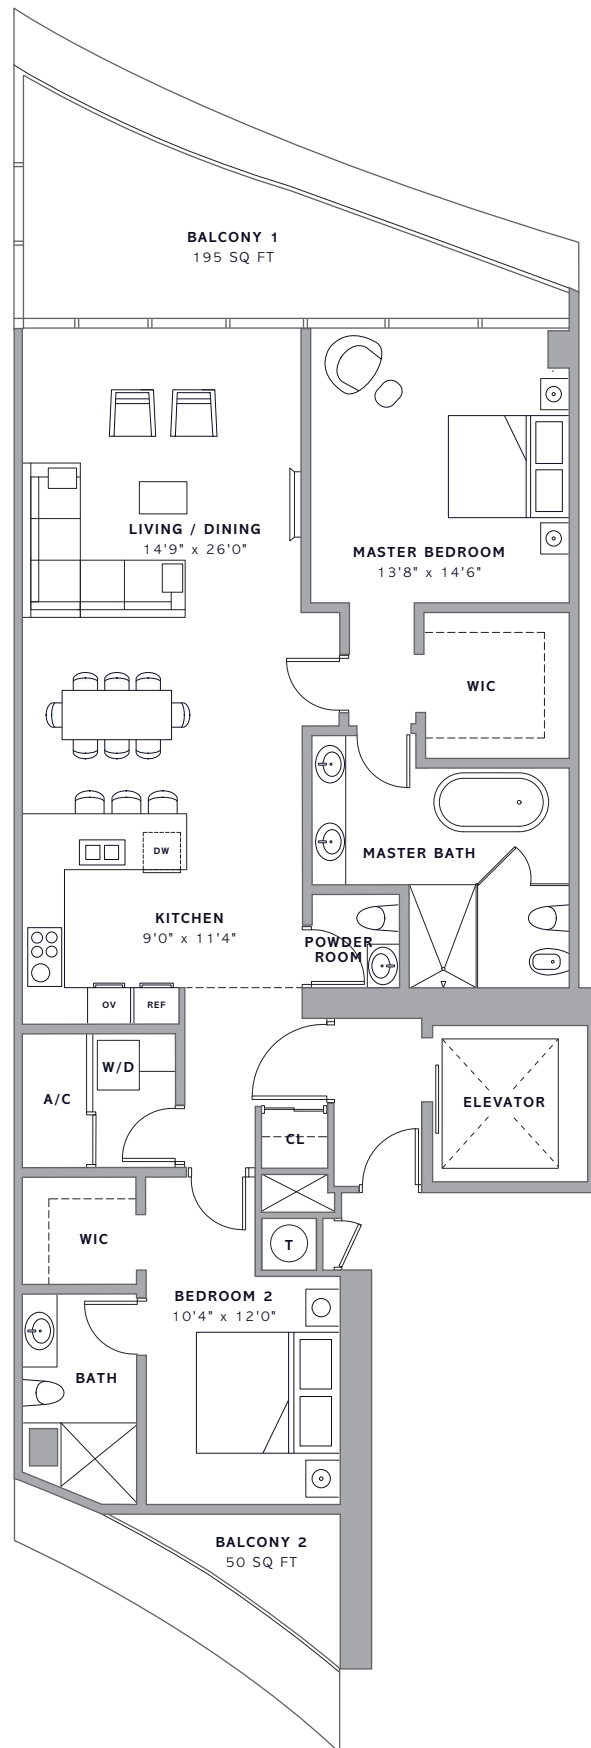 BALCONY 1
195 SQ FT
LIVING / DINING
14'9" x 26'0"
MASTER BEDROOM
13'8" x 14'6"
WIC
DW
MASTER BATH
KITCHEN
9'0" x 11'4"
POWDER
ROOM
OV
REF
W/D
A/C
ELEVATOR
CL
WIC
T
BEDROOM 2
10'4" x 12'0"
BATH
BALCONY 2
50 SQ FT